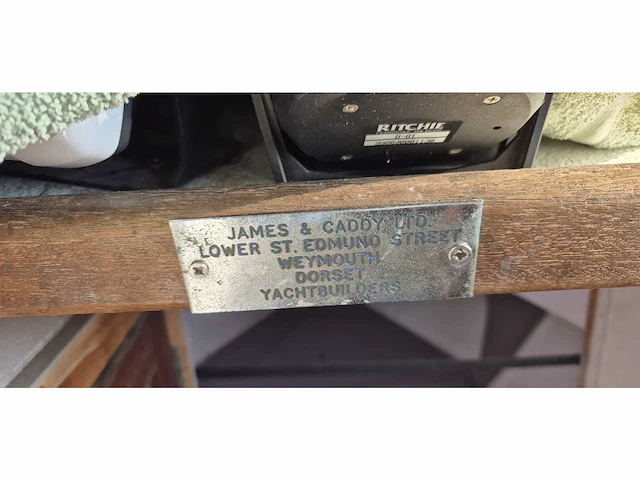 RITCHIE
JAMES & CADDY LTD.
LOWER ST. EDMUND STREET
WEYMOUTH
DORSET
YACHTBUILDERS